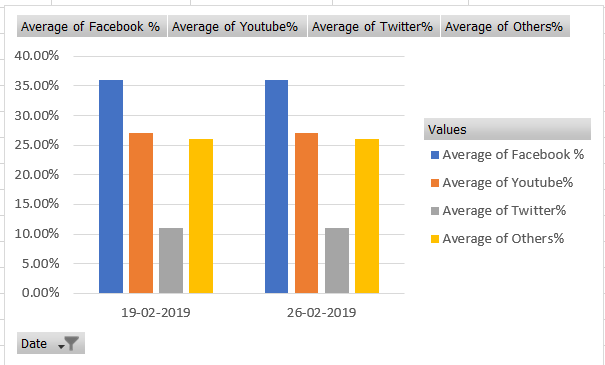 Average of Facebook % Average of Youtube% Average of Twitter% Average of Others%
40.00%
35.00%
30.00%
25.00%
20.00%
15.00%
10.00%
5.00%
0.00%
19-02-2019 26-02-2019
Values
Average of Facebook %
Average of Youtube%
Average of Twitter%
Average of Others%
Date